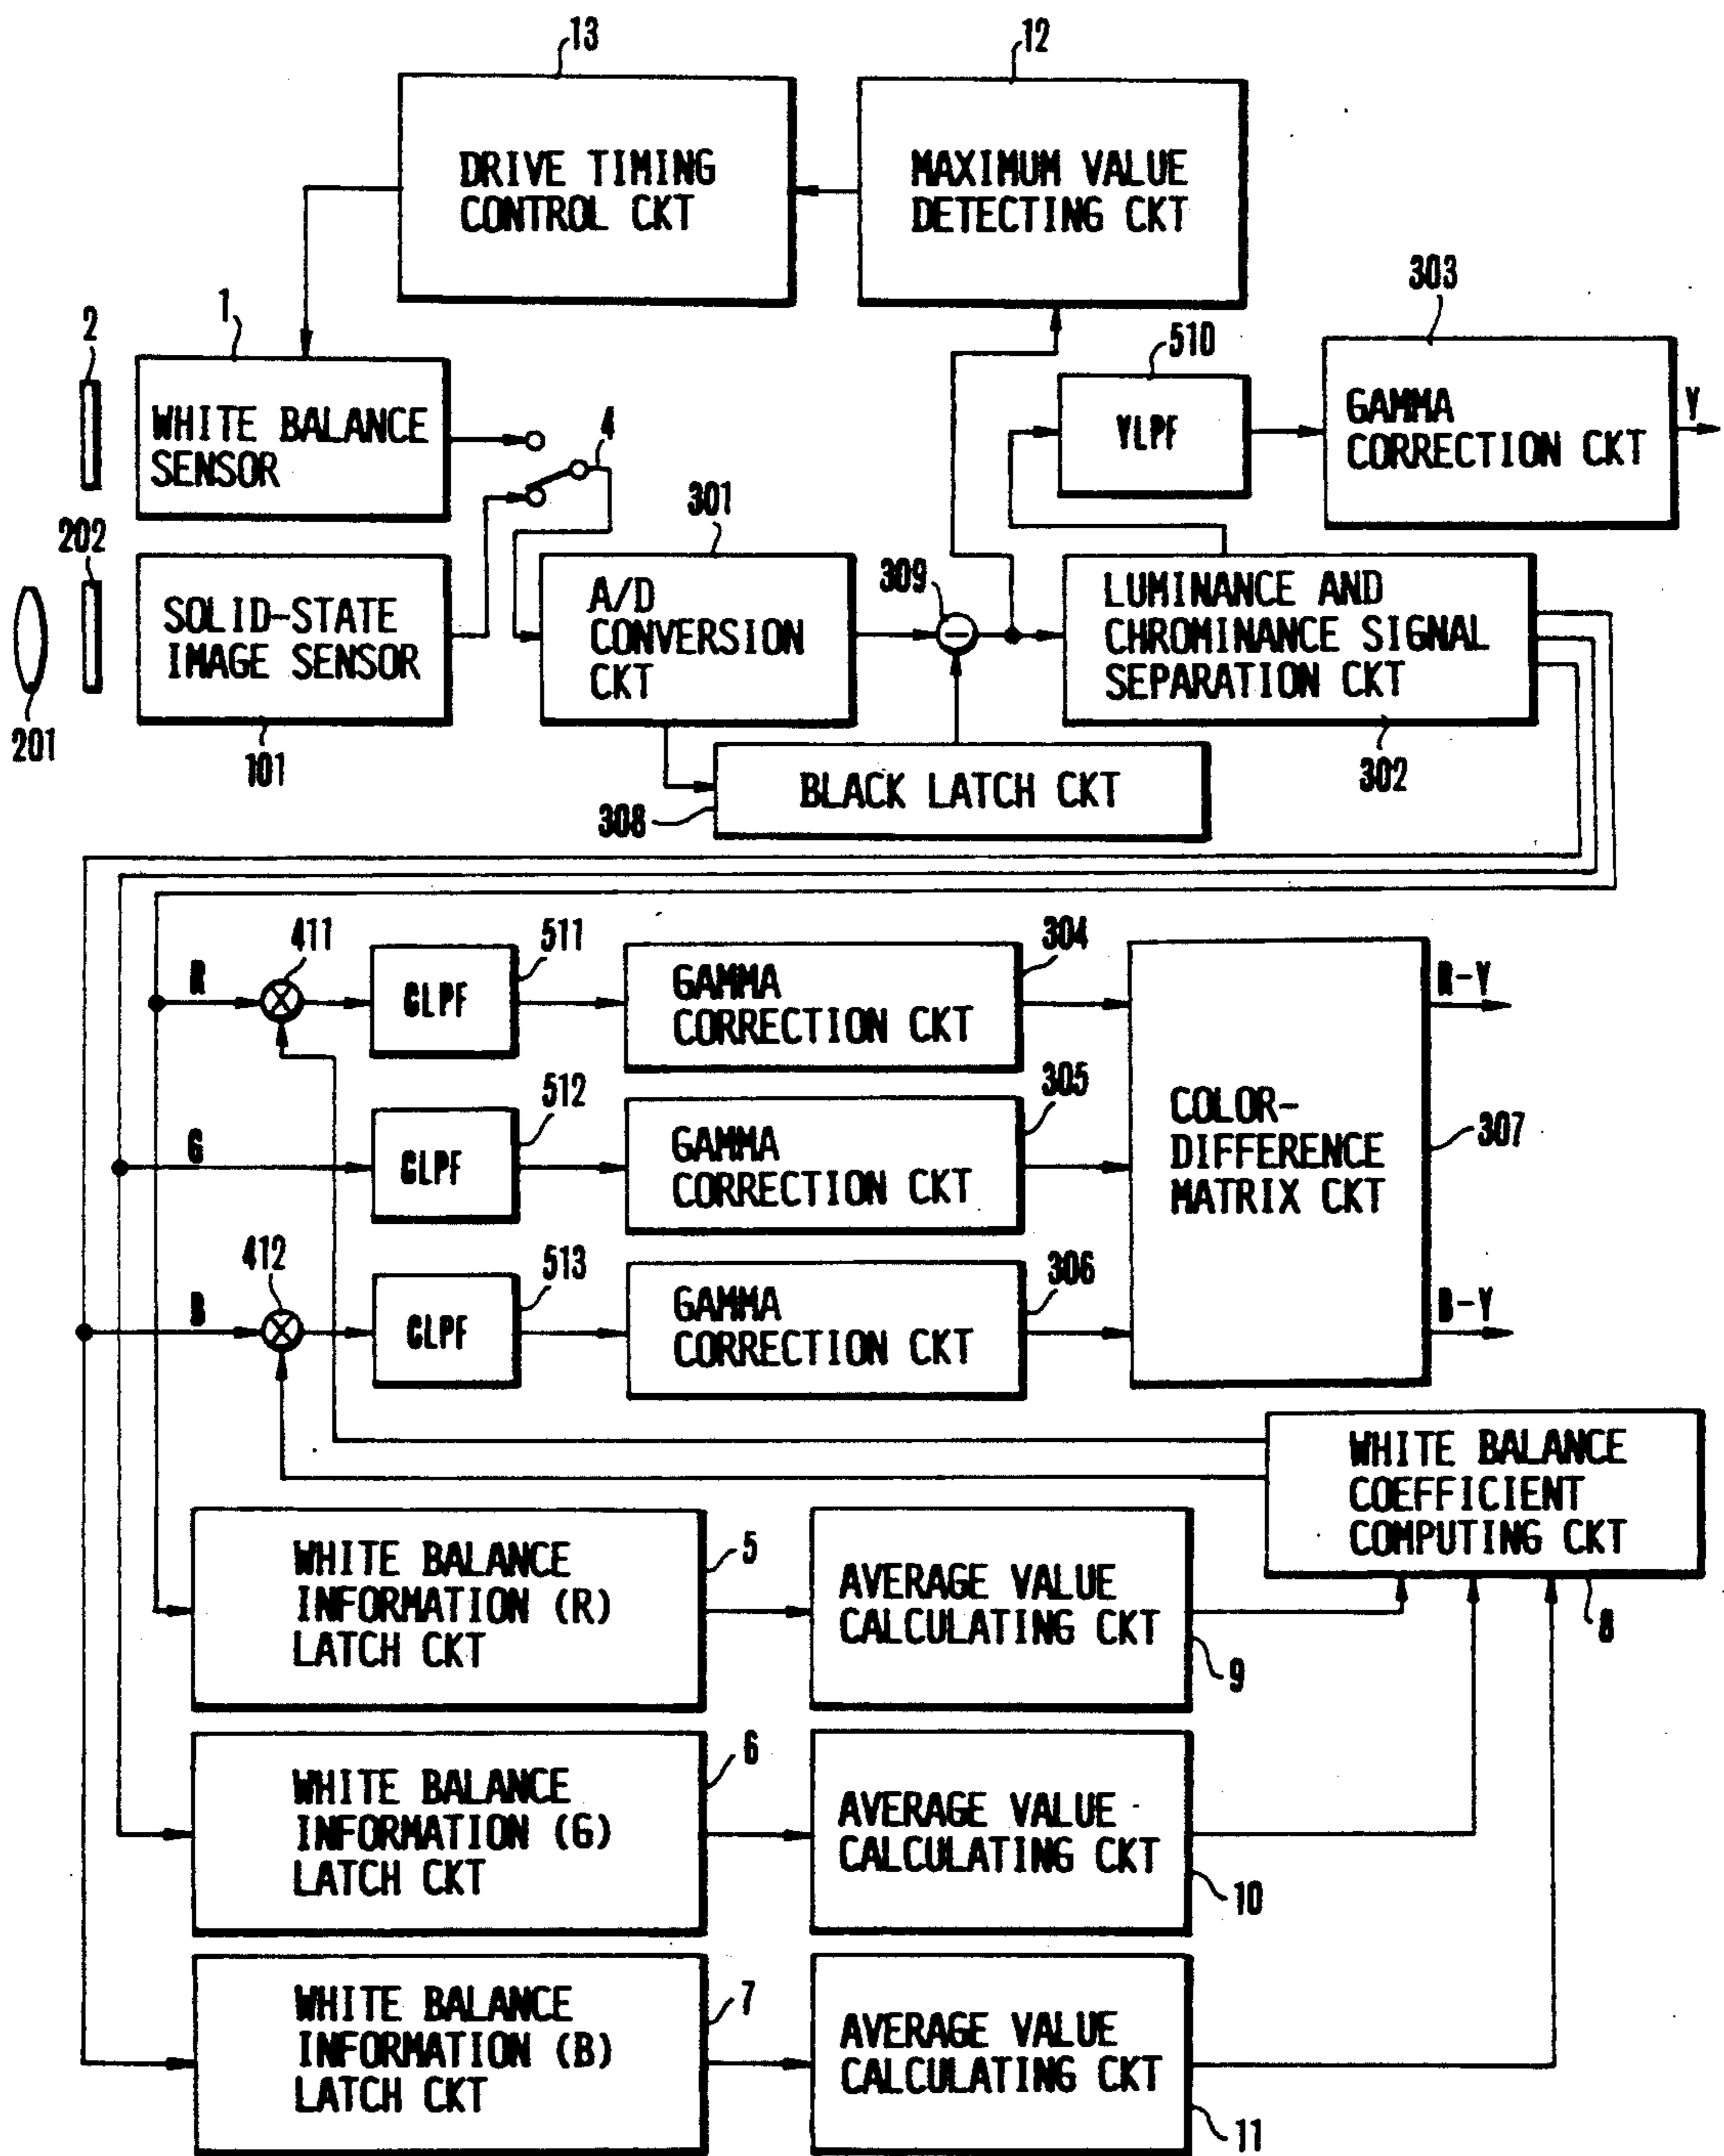 13
12
DRIVE TIMING
CONTROL CKT
MAXIMUM VALUE
DETECTING CKT
303
2
1
510
WHITE BALANCE
SENSOR
4
YLPF
GAMMA
CORRECTION CKT
Y
202
301
309
SOLID-STATE
IMAGE SENSOR
A/D
CONVERSION
CKT
LUMINANCE AND
CHROMINANCE SIGNAL
SEPARATION CKT
201
101
302
308
BLACK LATCH CKT
411
511
304
R
CLPF
GAMMA
CORRECTION CKT
R-Y
512
305
G
CLPF
GAMMA
CORRECTION CKT
COLOR-
DIFFERENCE
MATRIX CKT
307
412
513
306
B
CLPF
GAMMA
CORRECTION CKT
B-Y
WHITE BALANCE
COEFFICIENT
COMPUTING CKT
8
WHITE BALANCE
INFORMATION (R)
LATCH CKT
5
AVERAGE VALUE
CALCULATING CKT
9
WHITE BALANCE
INFORMATION (G)
LATCH CKT
6
AVERAGE VALUE
CALCULATING CKT
10
WHITE BALANCE
INFORMATION (B)
LATCH CKT
7
AVERAGE VALUE
CALCULATING CKT
11